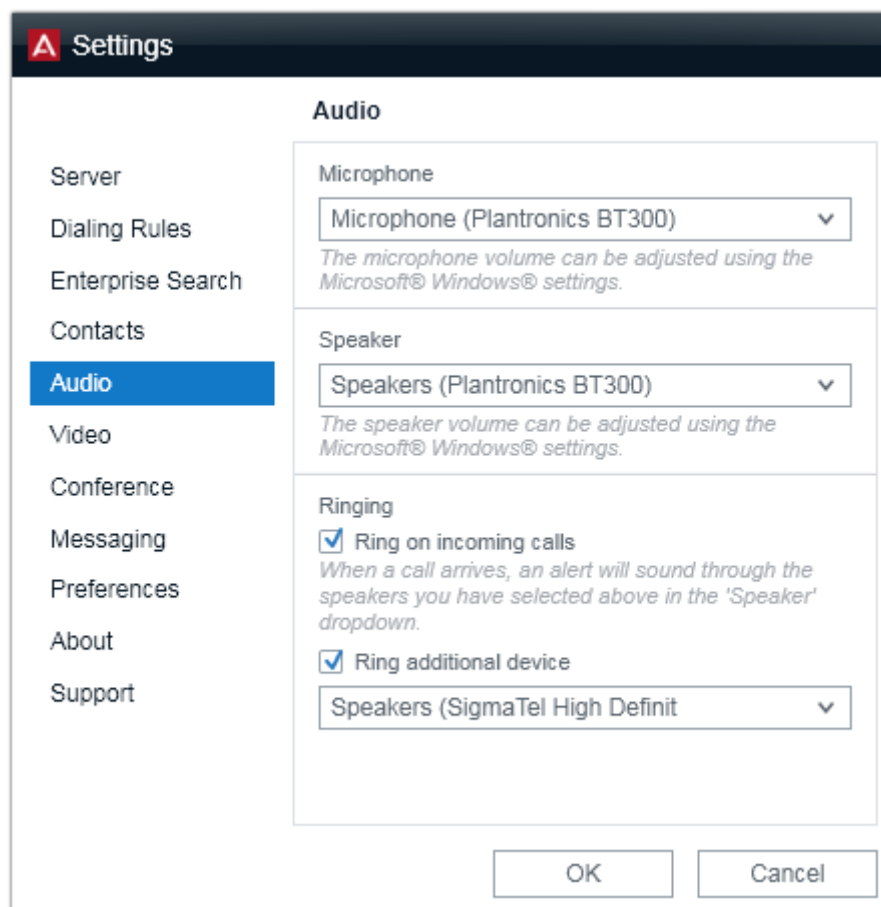 Settings
Audio
Server
Dialing Rules
Enterprise Search
Contacts
Audio
Video
Conference
Messaging
Preferences
About
Support
Microphone
Microphone (Plantronics BT300)
The microphone volume can be adjusted using the
Microsoft® Windows® settings.
Speaker
Speakers (Plantronics BT300)
The speaker volume can be adjusted using the
Microsoft® Windows® settings.
Ringing
Ring on incoming calls
When a call arrives, an alert will sound through the
speakers you have selected above in the 'Speaker'
dropdown.
Ring additional device
Speakers (SigmaTel High Definit
OK
Cancel